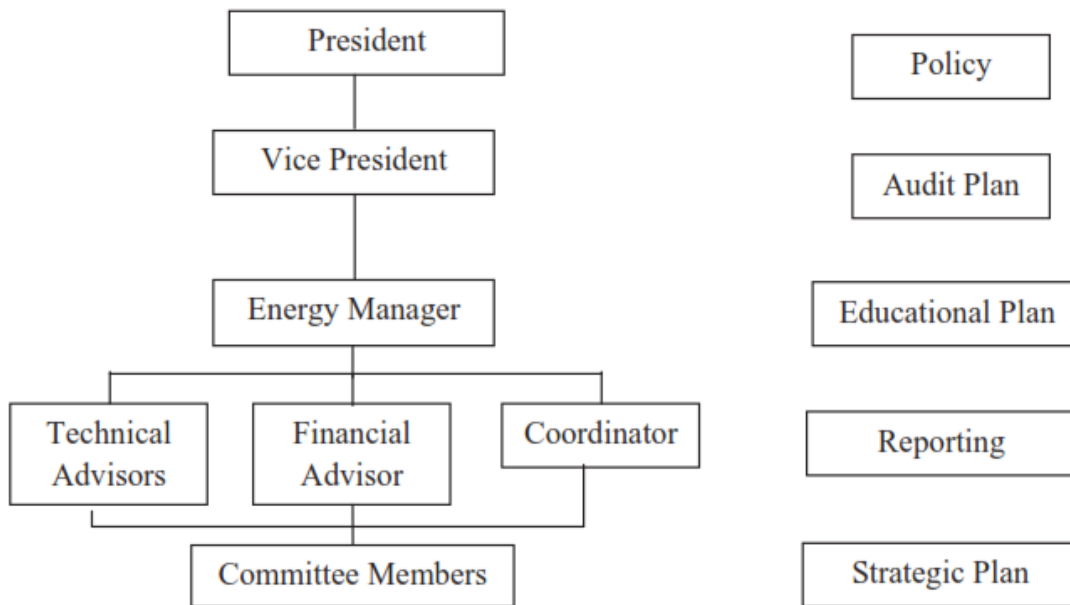 President
Policy
Vice President
Audit Plan
Energy Manager
Educational Plan
Technical
Advisors
Financial
Advisor
Coordinator
Reporting
Committee Members
Strategic Plan